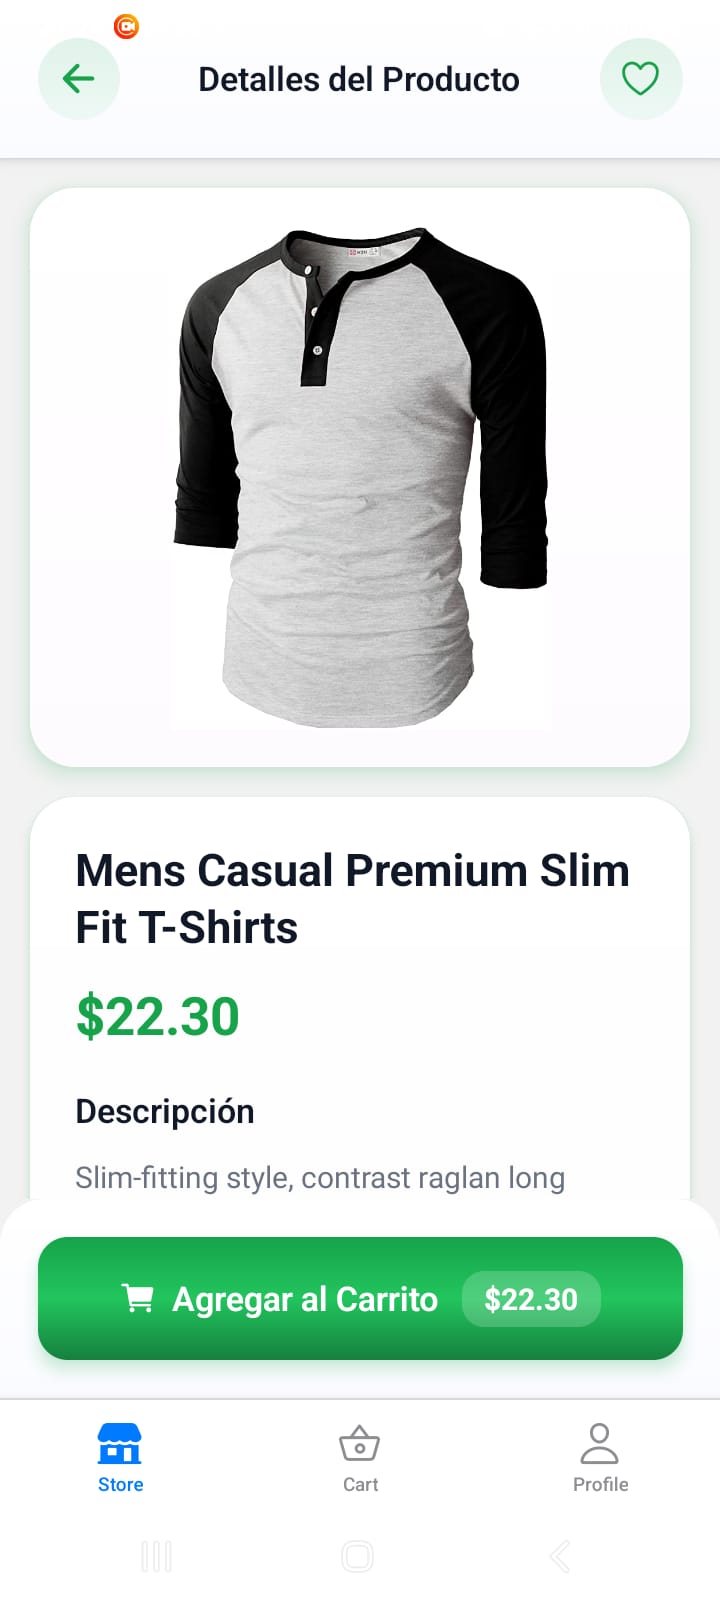 Detalles del Producto
Mens Casual Premium Slim
Fit T-Shirts
$22.30
Descripción
Slim-fitting style, contrast raglan long
Agregar al Carrito $22.30
Store Cart Profile